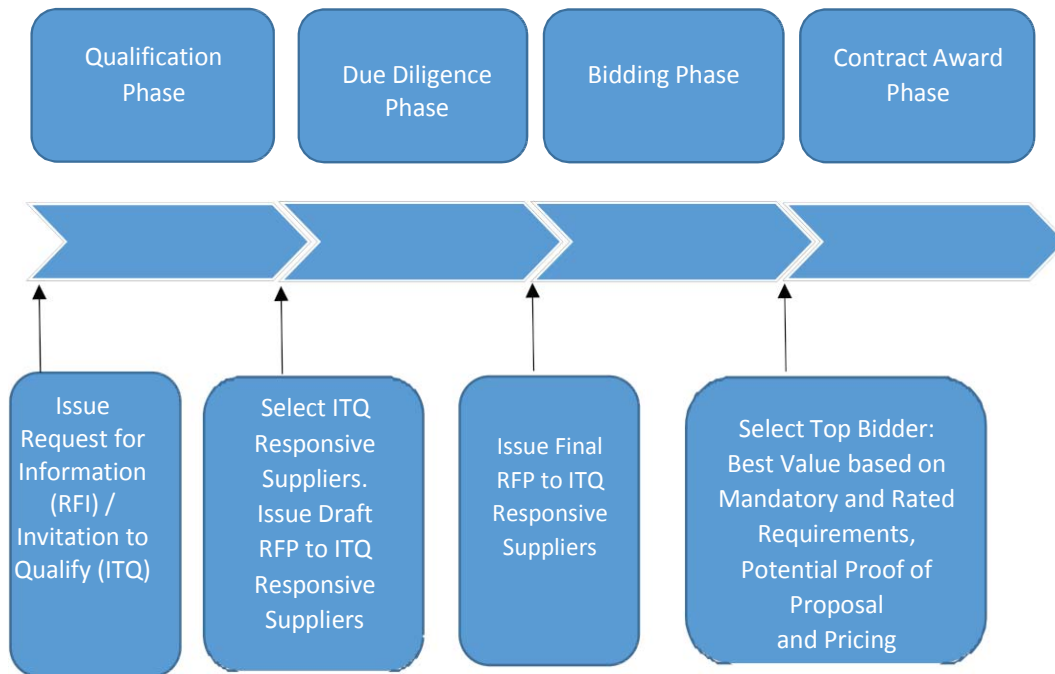 Qualification
Phase
Due Diligence
Phase
Bidding Phase
Contract Award
Phase
Issue
Request for
Information
(RFI) /
Invitation to
Qualify (ITQ)
Select ITQ
Responsive
Suppliers.
Issue Draft
RFP to ITQ
Responsive
Suppliers
Issue Final
RFP to ITQ
Responsive
Suppliers
Select Top Bidder:
Best Value based on
Mandatory and Rated
Requirements,
Potential Proof of
Proposal
and Pricing